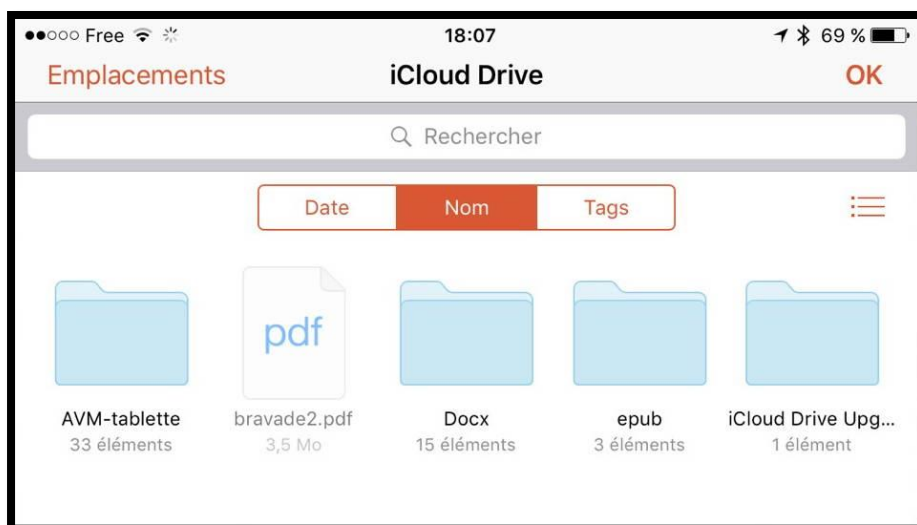 Free 18:07 69 %
Emplacements iCloud Drive OK
Rechercher
Date Nom Tags
pdf
AVM-tablette bravade2.pdf Docx epub iCloud Drive Upg...
33 éléments 3,5 Mo 15 éléments 3 éléments 1 élément